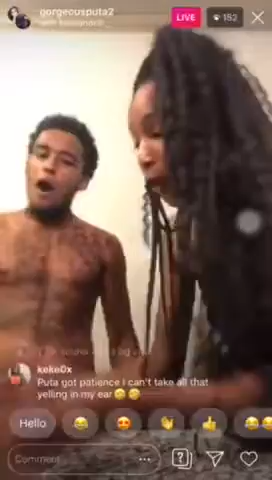 gorgeousputa2
LIVE
152
keke0x
Puta got patience I can't take all that
yelling in my ear🤣🤣
Hello
😂 😍 👏 👍 😂😂
Comment
...
?